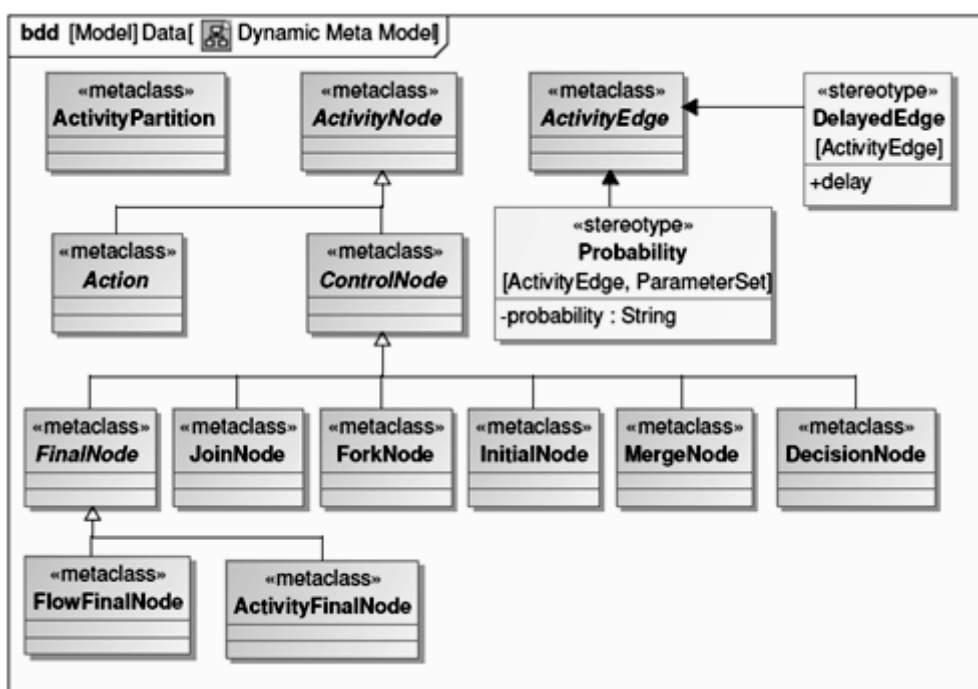 bdd [Model] Data[ Dynamic Meta Model]
«metaclass»
ActivityPartition
«metaclass»
ActivityNode
«metaclass»
ActivityEdge
«stereotype»
DelayedEdge
[ActivityEdge]
+delay
«metaclass»
Action
«metaclass»
ControlNode
«stereotype»
Probability
[ActivityEdge, ParameterSet]
-probability : String
«metaclass»
FinalNode
«metaclass»
JoinNode
«metaclass»
ForkNode
«metaclass»
InitialNode
«metaclass»
MergeNode
«metaclass»
DecisionNode
«metaclass»
FlowFinalNode
«metaclass»
ActivityFinalNode